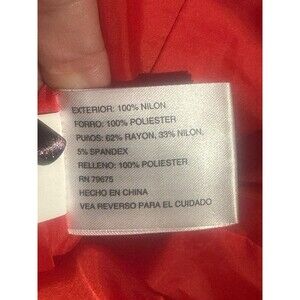 EXTERIOR: 100% NILON
FORRO: 100% POLIESTER
PUÑOS: 62% RAYON, 33% NILON,
5% SPANDEX
RELLENO: 100% POLIESTER
RN 79675
HECHO EN CHINA
VEA REVERSO PARA EL CUIDADO